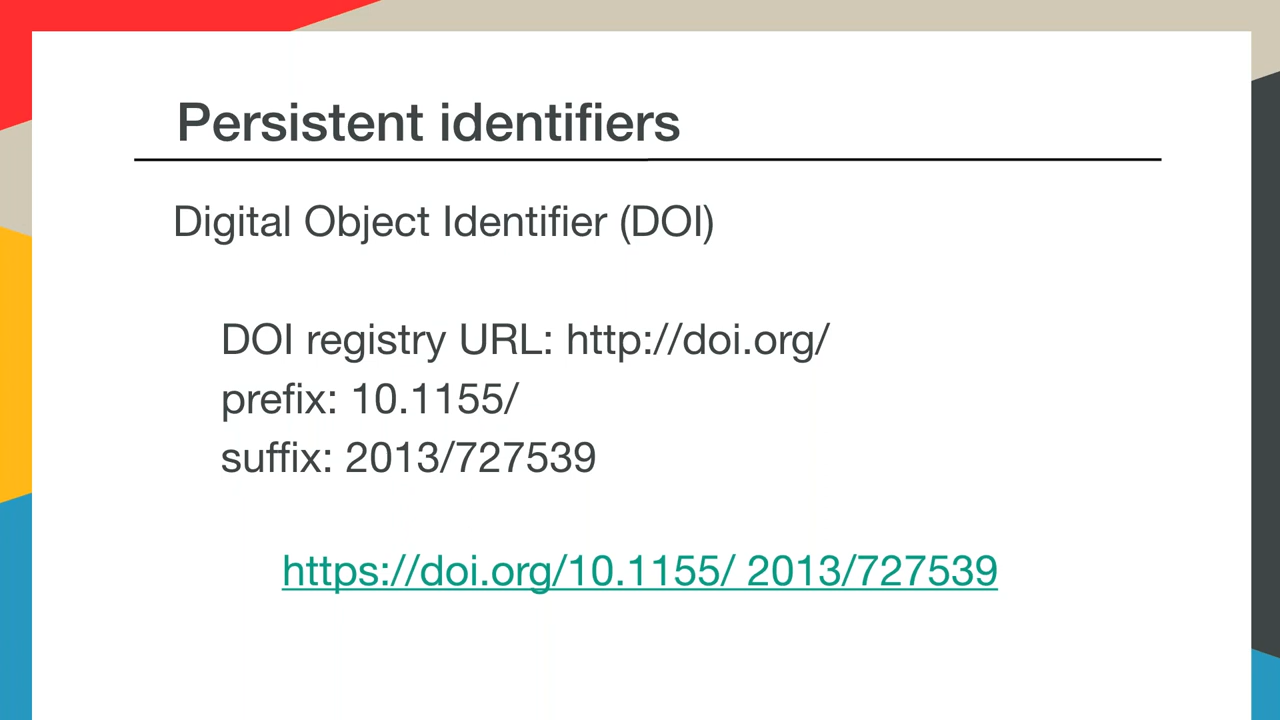 Persistent identifiers
Digital Object Identifier (DOI)
DOI registry URL: http://doi.org/
prefix: 10.1155/
suffix: 2013/727539
https://doi.org/10.1155/ 2013/727539